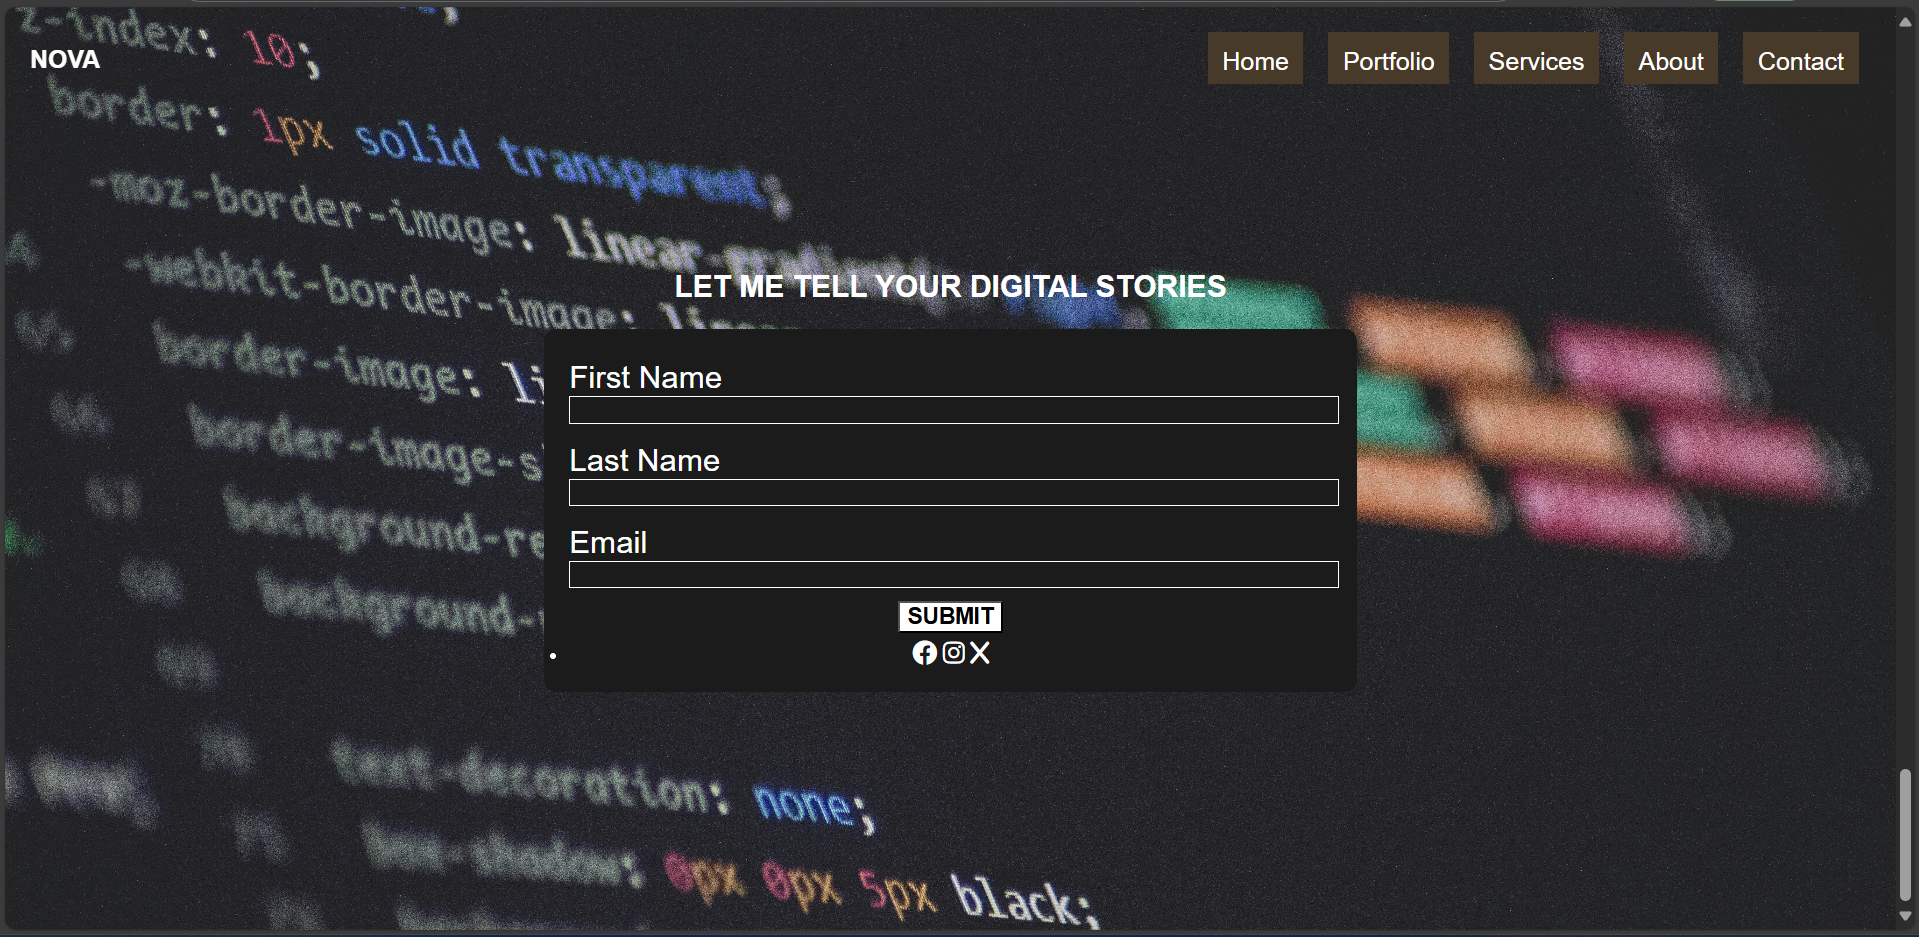 z-index: 10;
NOVA
Home
Portfolio
Services
About
Contact
border: 1px solid transparent;
-moz-border-image: linear-gradient
-webkit-border-image: linear
LET ME TELL YOUR DIGITAL STORIES
border-image: li
border-image-s
background-re
background-
First Name
Last Name
Email
SUBMIT
text-decoration: none;
box-shadow: 0px 0px 5px black;